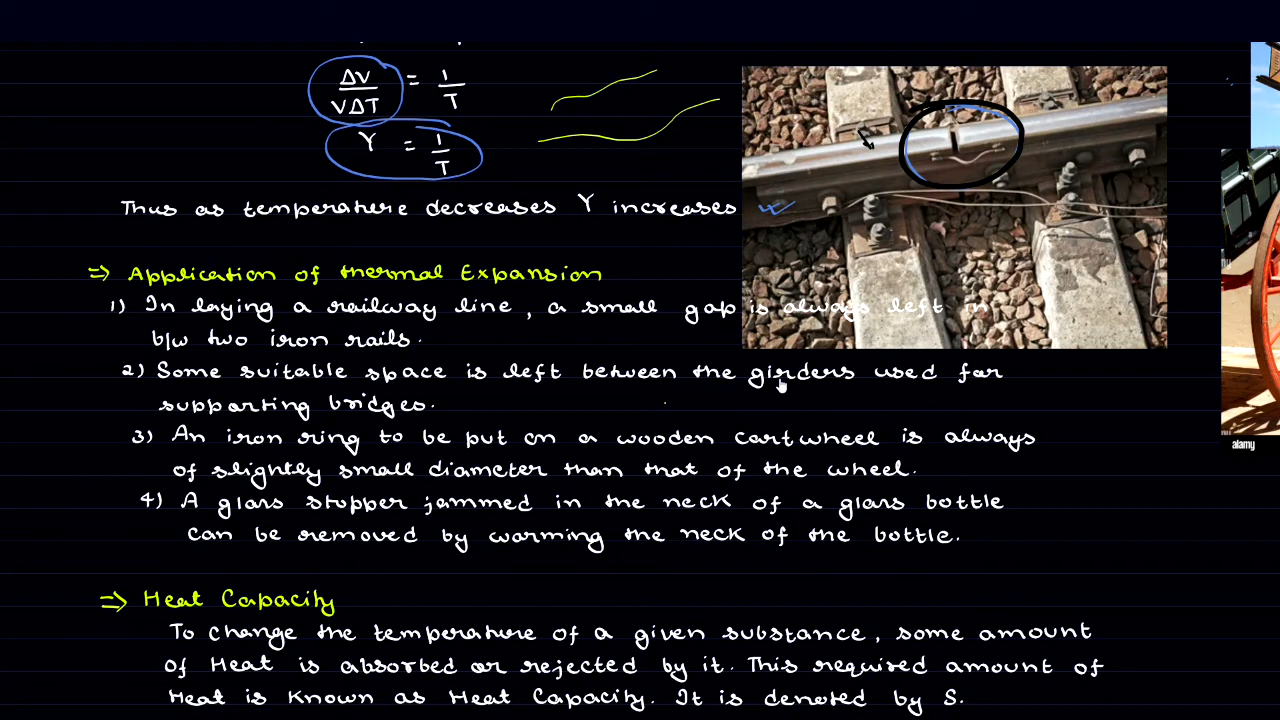 ΔV/VΔT = 1/T
γ = 1/T
Thus as temperature decreases γ increases
⇒ Application of thermal Expansion
1) In laying a railway line, a small gap is always left in
b/w two iron rails.
2) Some suitable space is left between the girders used for
supporting bridges.
3) An iron ring to be put on a wooden cartwheel is always
of slightly small diameter than that of the wheel.
4) A glass stopper jammed in the neck of a glass bottle
can be removed by warming the neck of the bottle.
alamy
⇒ Heat Capacity
To change the temperature of a given substance, some amount
of Heat is absorbed or rejected by it. This required amount of
Heat is known as Heat Capacity. It is denoted by S.